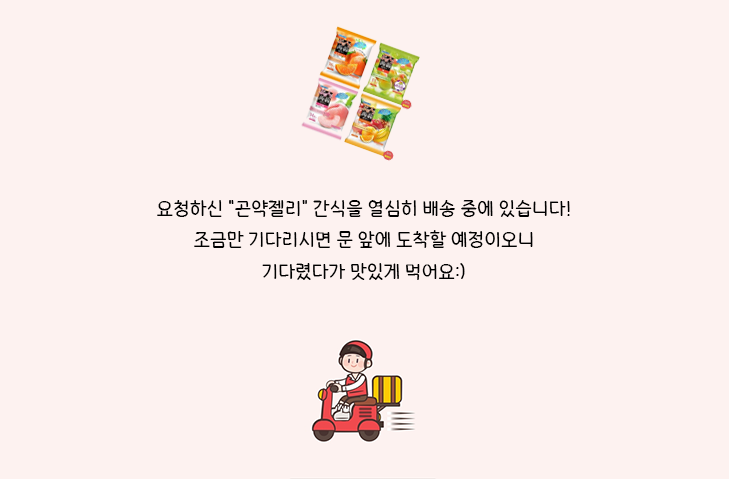 요청하신 "곤약젤리" 간식을 열심히 배송 중에 있습니다!
조금만 기다리시면 문 앞에 도착할 예정이오니
기다렸다가 맛있게 먹어요:)